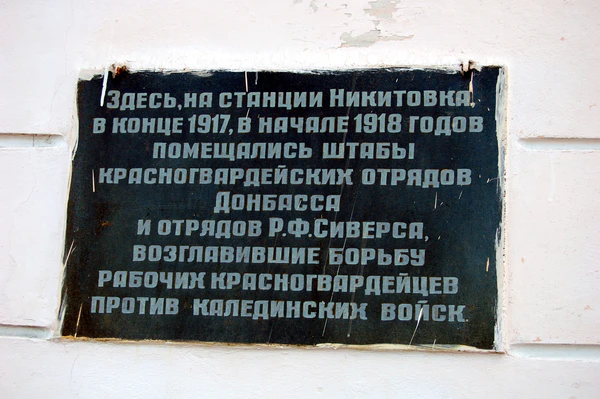 Здесь, на станции Никитовка
в конце 1917, в начале 1918 годов
помещались штабы
красногвардейских отрядов
Донбасса
и отрядов Р.Ф.Сиверса,
возглавившие борьбу
рабочих красногвардейцев
против калединских войск.